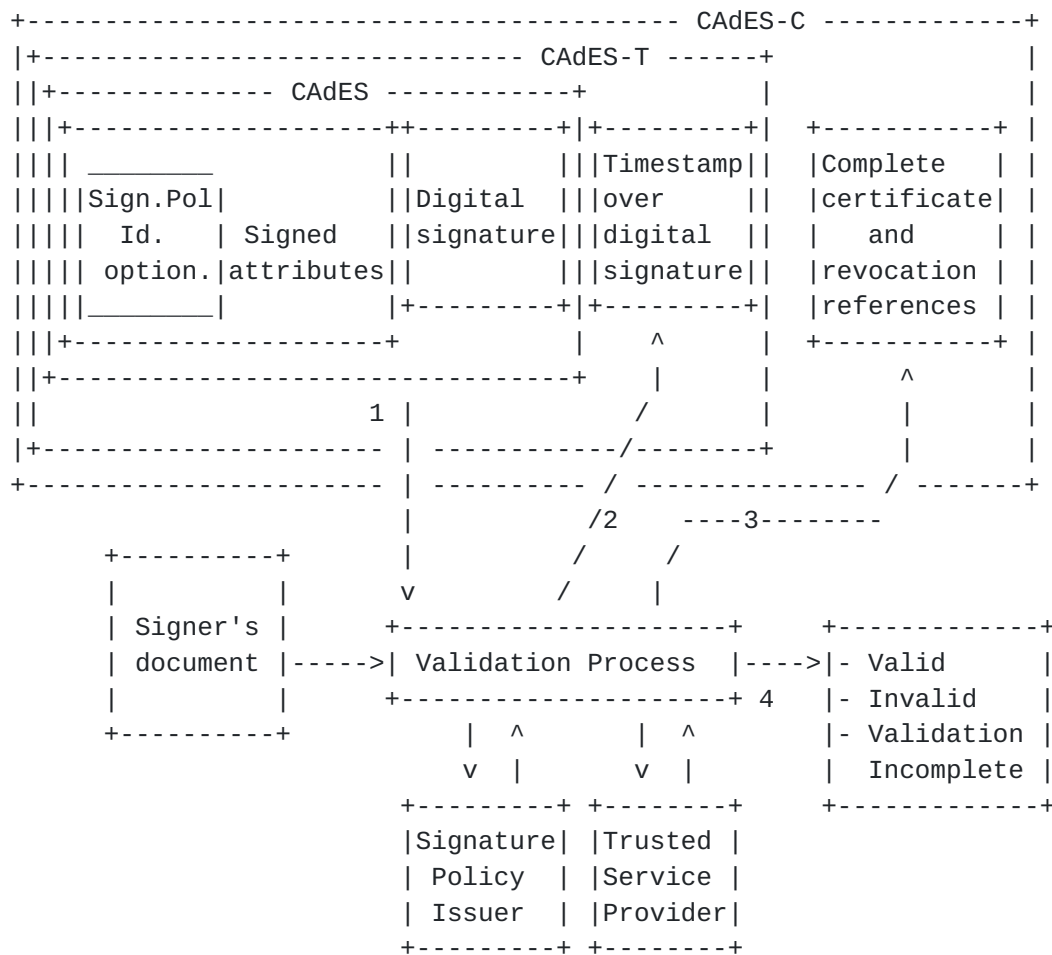 +------------------------------------------- CAdES-C -------------+
|+-------------------------------- CAdES-T ------+                |
||+-------------- CAdES ------------+            |                |
|||+--------------------++---------+|+---------+|  +-----------+ |
|||| ________           ||         |||Timestamp||  |Complete   | |
|||||Sign.Pol|          ||Digital  |||over     ||  |certificate| |
|||||  Id.   | Signed   ||signature|||digital  ||  |   and     | |
||||| option.|attributes||         |||signature||  |revocation | |
|||||________|          |+---------+|+---------+|  |references | |
|||+--------------------+           |    ^      |  +-----------+ |
||+---------------------------------+    |      |        ^       |
||                     1 |              /       |        |       |
|+---------------------- | ------------/--------+        |       |
+----------------------- | ---------- / --------------- / -------+
                         |           /2    ----3--------
      +----------+       |          /     /
      |          |       v         /     |
      | Signer's |      +---------------------+      +-------------+
      | document |----->| Validation Process  |---->|- Valid      |
      |          |      +---------------------+ 4   |- Invalid    |
      +----------+           |  ^       |  ^        |- Validation |
                             v  |       v  |        |  Incomplete |
                         +---------+ +--------+     +-------------+
                         |Signature| |Trusted |
                         | Policy  | |Service |
                         | Issuer  | |Provider|
                         +---------+ +--------+